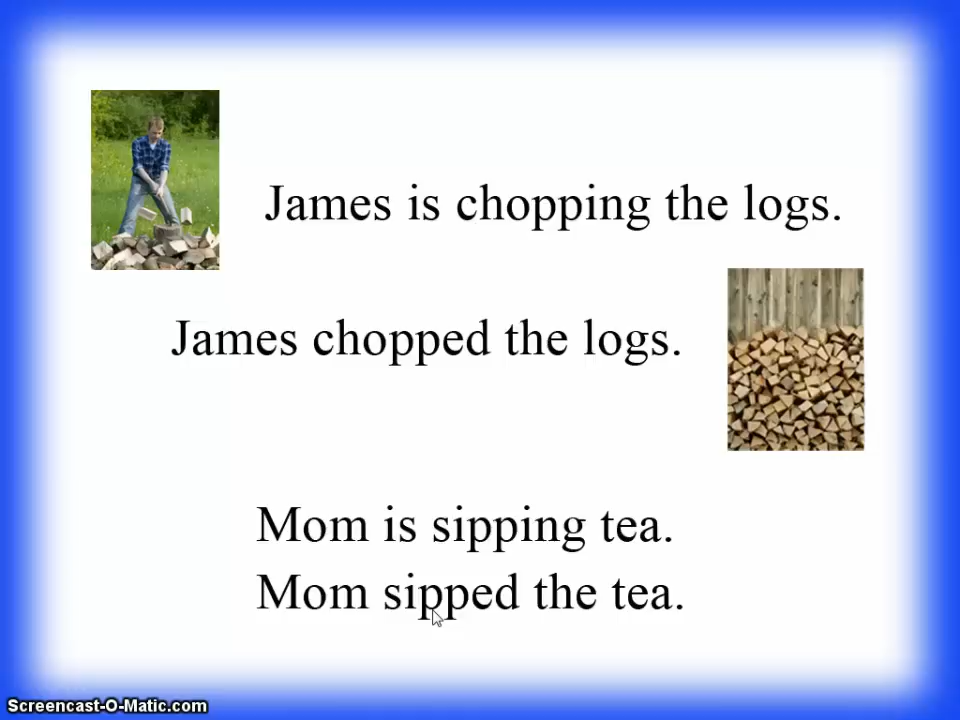 James is chopping the logs.
James chopped the logs.
Mom is sipping tea.
Mom sipped the tea.
Screencast-O-Matic.com